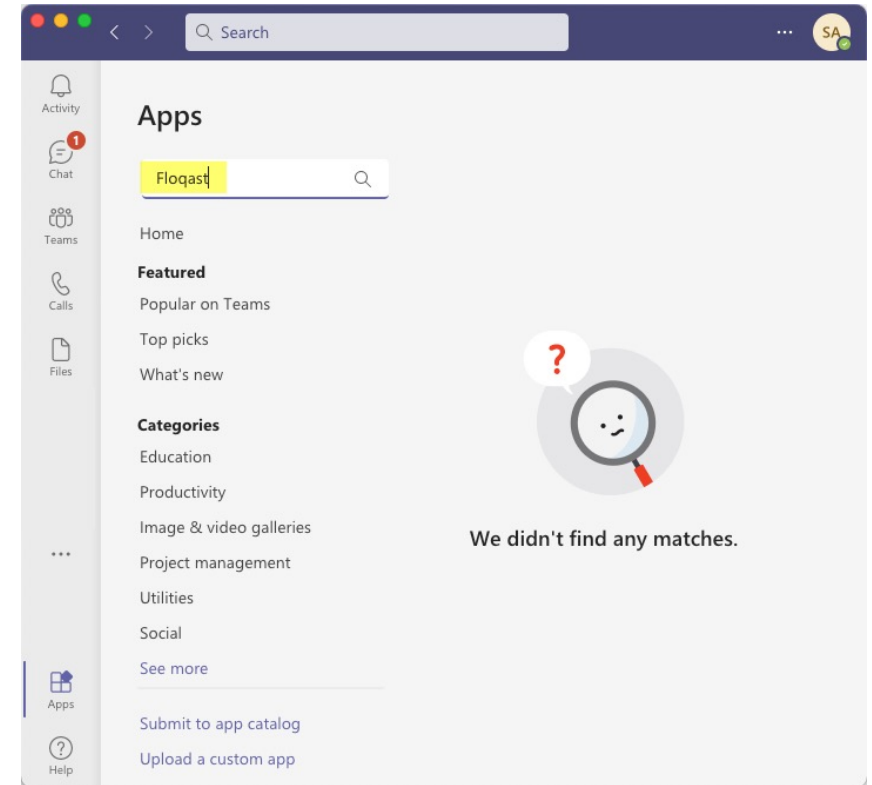 Search
...
SA
Activity
1
Chat
Teams
Calls
Files
...
Apps
Help
Apps
Floqast
Home
Featured
Popular on Teams
Top picks
What's new
Categories
Education
Productivity
Image & video galleries
Project management
Utilities
Social
See more
Submit to app catalog
Upload a custom app
?
We didn't find any matches.